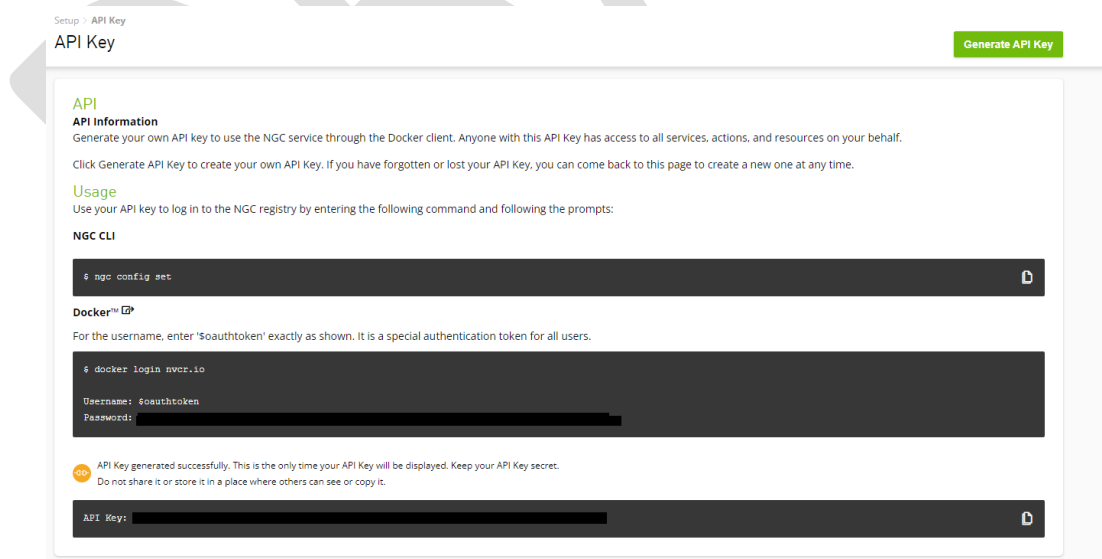 Setup > API Key
API Key
Generate API Key
API
API Information
Generate your own API key to use the NGC service through the Docker client. Anyone with this API Key has access to all services, actions, and resources on your behalf.
Click Generate API Key to create your own API Key. If you have forgotten or lost your API Key, you can come back to this page to create a new one at any time.
Usage
Use your API key to log in to the NGC registry by entering the following command and following the prompts:
NGC CLI
$ ngc config set
Docker™
For the username, enter '$oauthtoken' exactly as shown. It is a special authentication token for all users.
$ docker login nvcr.io
Username: $oauthtoken
Password:
API Key generated successfully. This is the only time your API Key will be displayed. Keep your API Key secret.
Do not share it or store it in a place where others can see or copy it.
API Key: